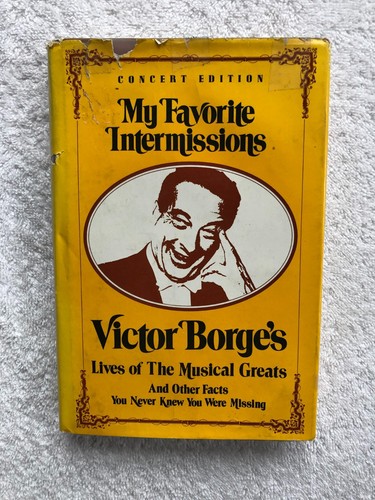 CONCERT EDITION
My Favorite
Intermissions
Victor Borge's
Lives of The Musical Greats
And Other Facts
You Never Knew You Were Missing